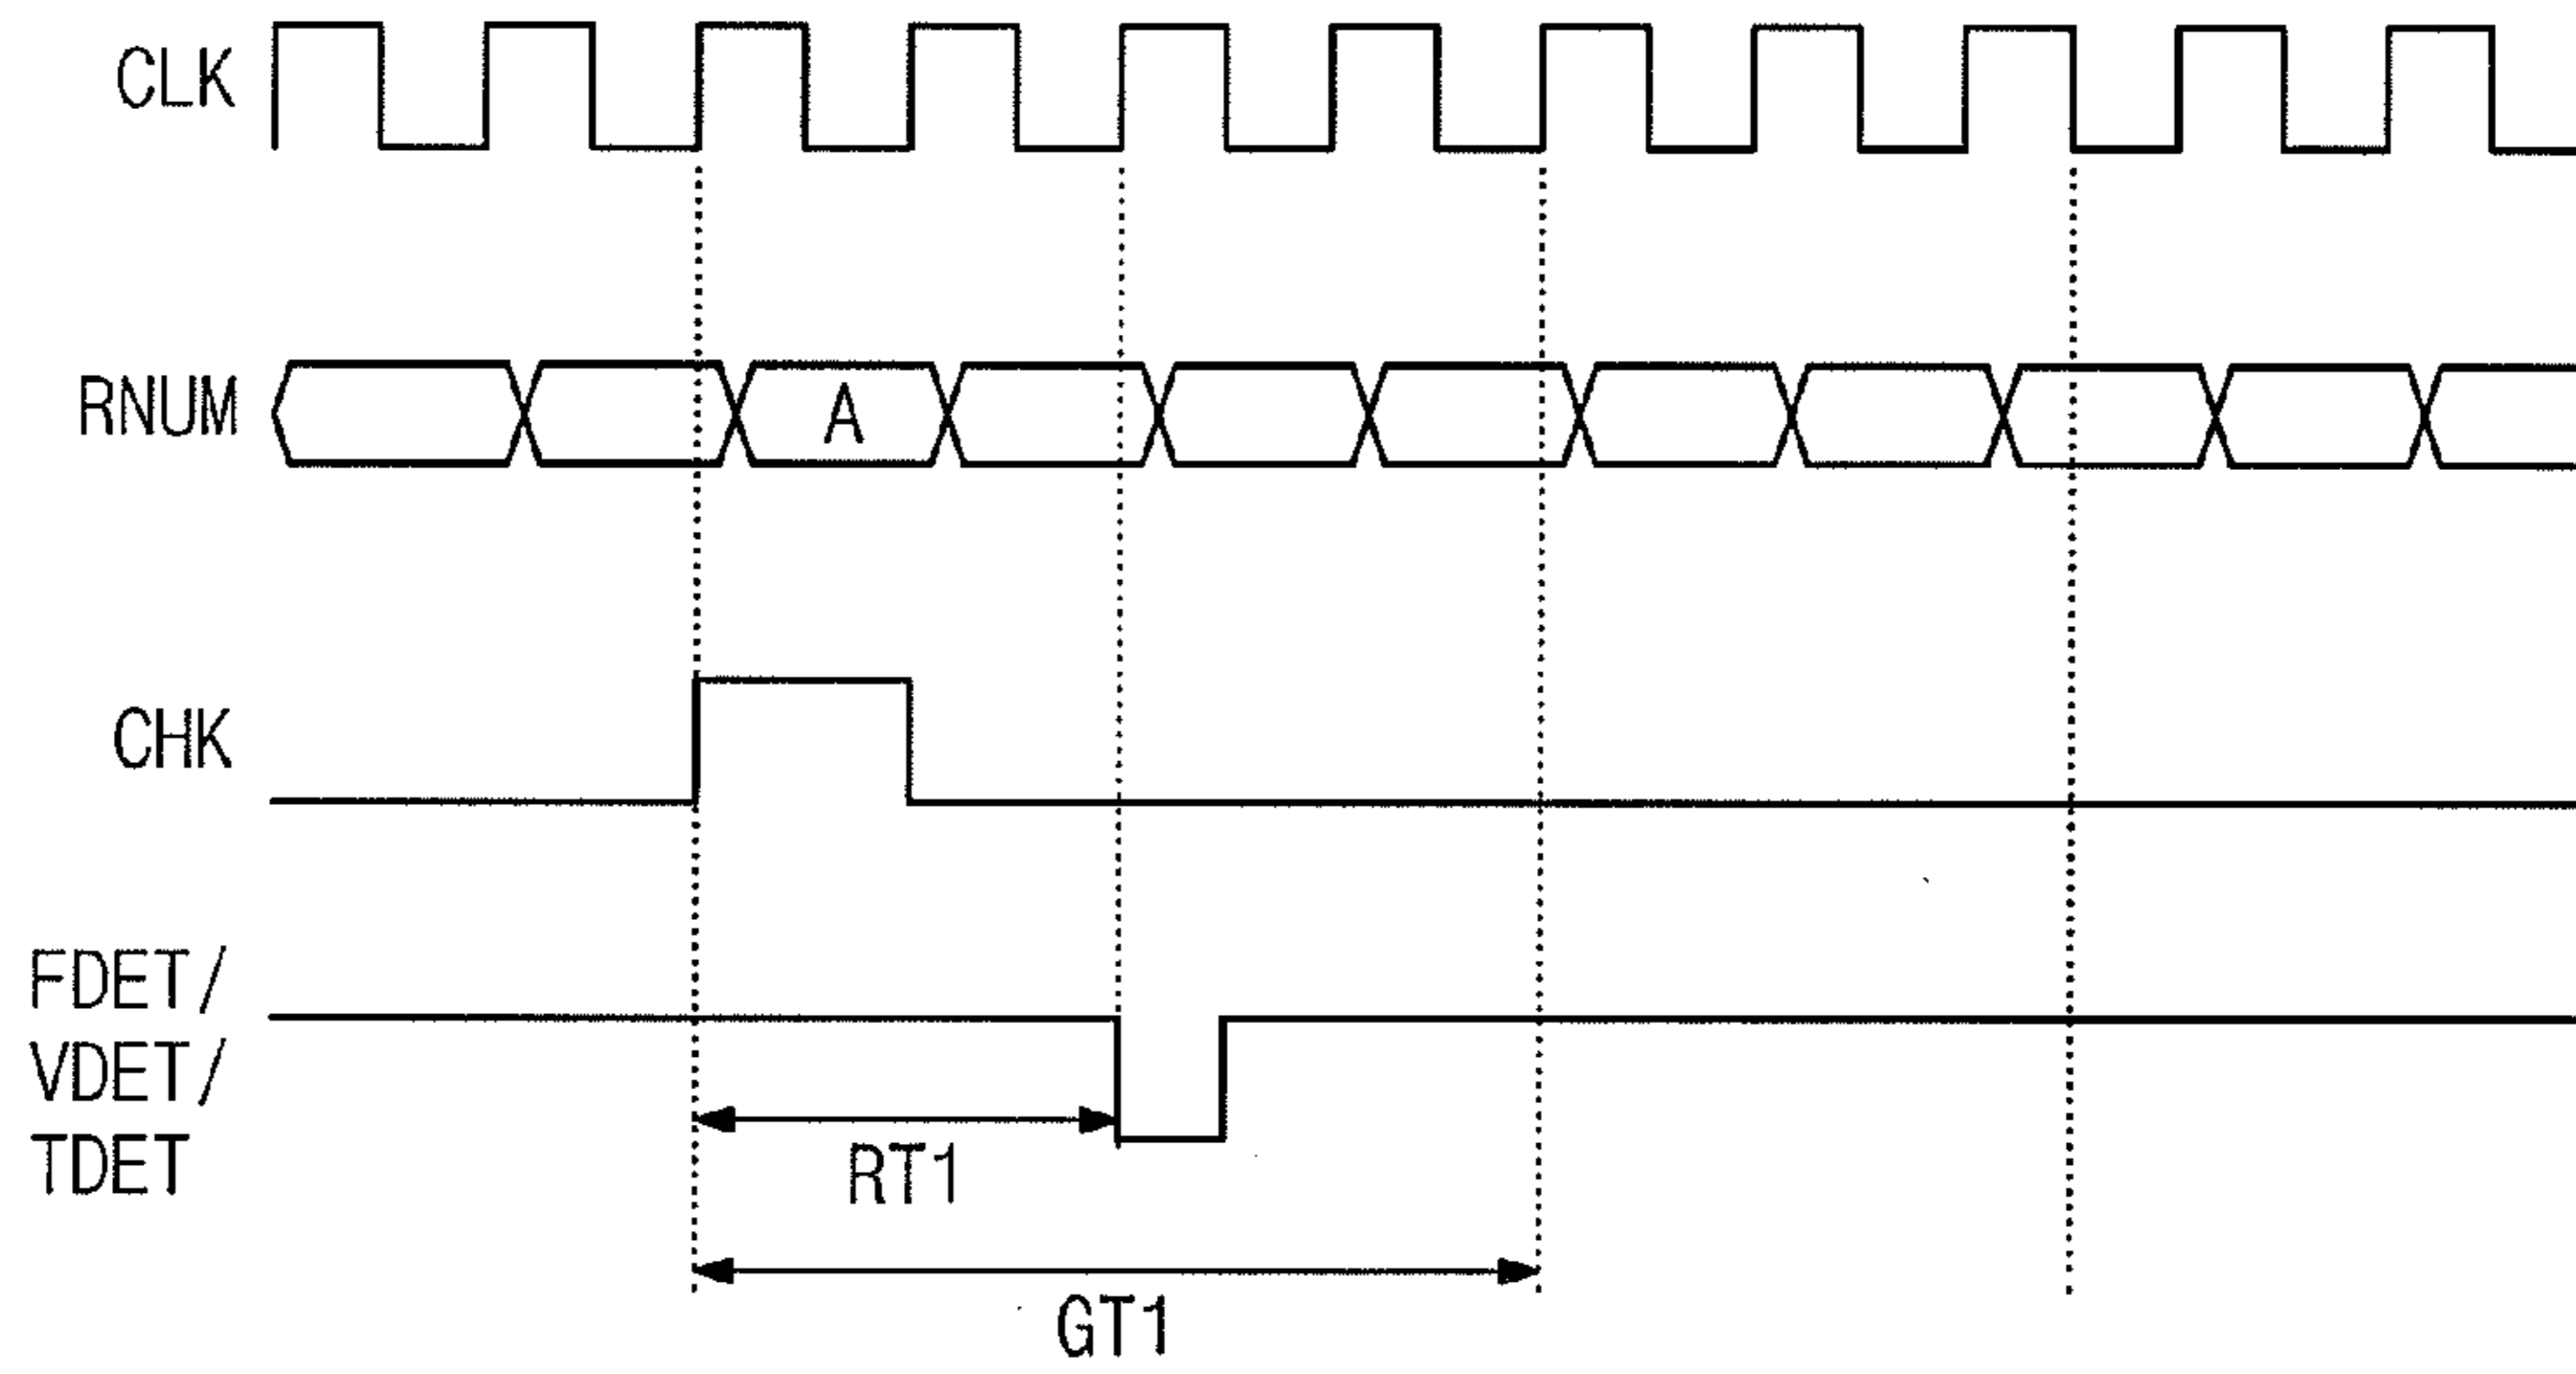 CLK
RNUM
A
CHK
FDET/
VDET/
TDET
RT1
GT1